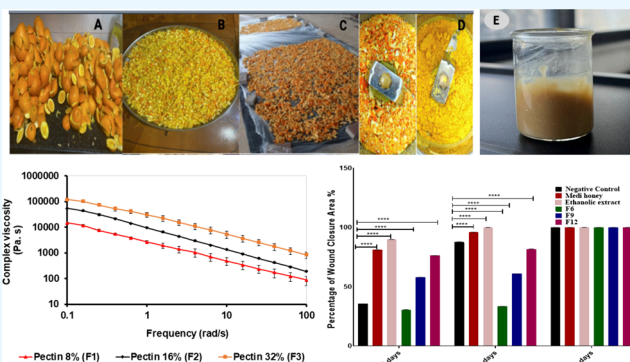 A
B
C
D
E
1000000
100000
10000
1000
100
10
0.1
1
10
100
Complex viscosity
(Pa. s)
Frequency (rad/s)
Pectin 8% (F1)
Pectin 16% (F2)
Pectin 32% (F3)
Percentage of Wound Closure Area %
150
100
50
0
****
****
****
****
****
****
****
****
Negative Control
Medi honey
Ethanolic extract
F6
F9
F12
days
days